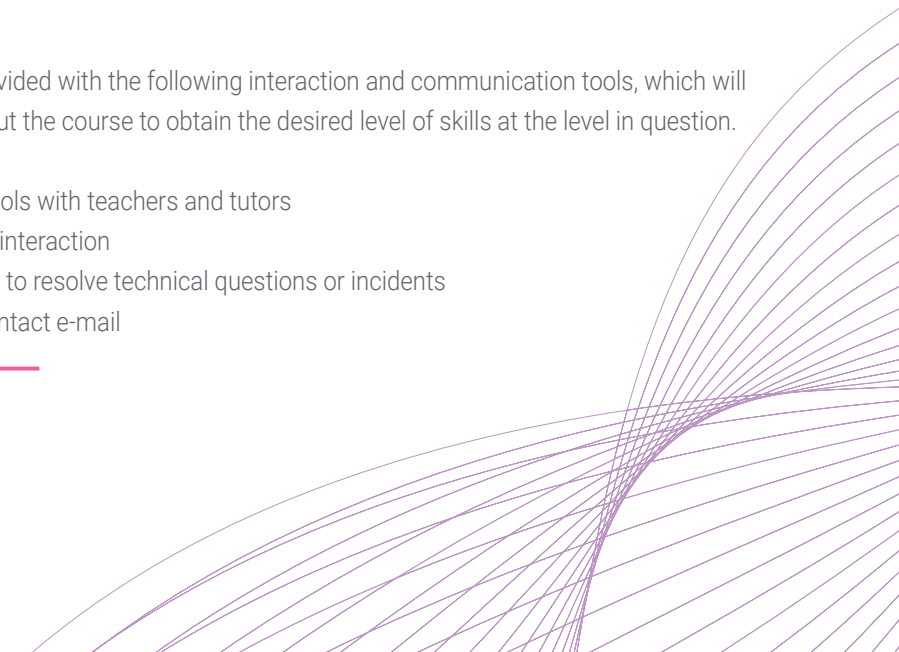 vided with the following interaction and communication tools, which will
ut the course to obtain the desired level of skills at the level in question.
ols with teachers and tutors
interaction
to resolve technical questions or incidents
ntact e-mail